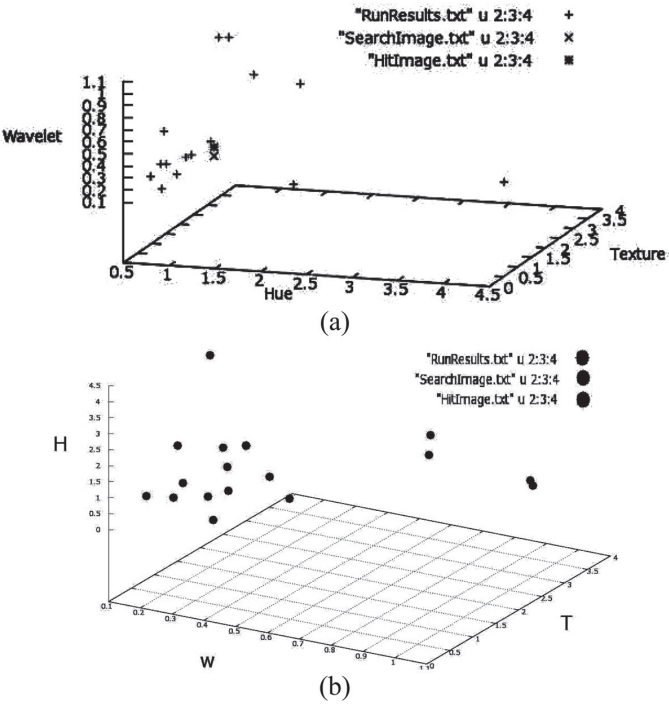 "RunResults.txt" u 2:3:4
"SearchImage.txt" u 2:3:4
"HitImage.txt" u 2:3:4
Wavelet
1.1
1
0.9
0.8
0.7
0.6
0.5
0.4
0.3
0.2
0.1
0.5 1 1.5 2 2.5 3 3.5 4 4.5
Hue
0 0.5 1 1.5 2 2.5 3 3.5 4
Texture
(a)
"RunResults.txt" u 2:3:4
"SearchImage.txt" u 2:3:4
"HitImage.txt" u 2:3:4
H
4.5
4
3.5
3
2.5
2
1.5
1
0.5
0
0.1 0.2 0.3 0.4 0.5 0.6 0.7 0.8 0.9 1 1.1
W
0 0.5 1 1.5 2 2.5 3 3.5 4
T
(b)